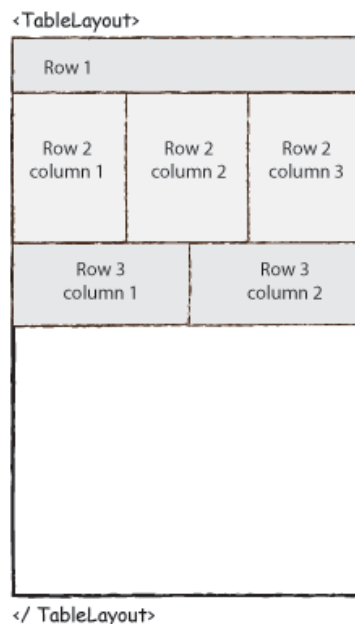 <TableLayout>
Row 1
Row 2
column 1
Row 2
column 2
Row 2
column 3
Row 3
column 1
Row 3
column 2
</ TableLayout>